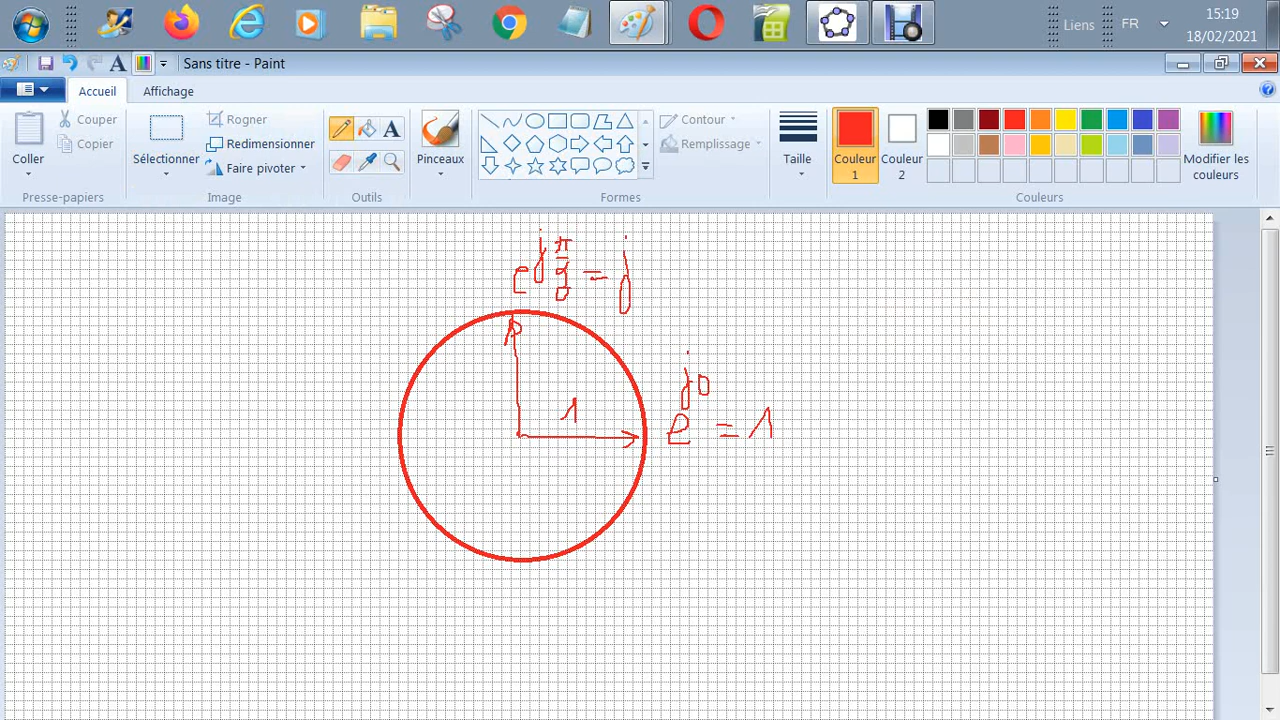 15:19
Liens FR
18/02/2021
Sans titre - Paint
Accueil Affichage
Coller
Couper
Copier
Presse-papiers
Sélectionner
Rogner
Redimensionner
Faire pivoter
Image
A
Outils
Pinceaux
Contour
Remplissage
Formes
Taille
Couleur
1
Couleur
2
Modifier les
couleurs
Couleurs
e^jπ/2 = j
1
e^j0 = 1